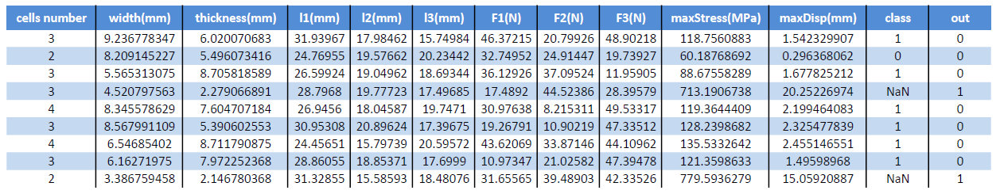 cells number width(mm) thickness(mm) l1(mm) l2(mm) l3(mm) F1(N) F2(N) F3(N) maxStress(MPa) maxDisp(mm) class out
3 9.236778347 6.020070683 31.93967 17.98462 15.74984 46.37215 20.79926 48.90218 118.7560883 1.542329907 1 0
2 8.209145227 5.496073416 24.76955 19.57662 20.23442 32.74952 24.91447 19.73927 60.18768692 0.296368062 0 0
3 5.565313075 8.705818589 26.59924 19.04962 18.69344 36.12926 37.09524 11.95905 88.67558289 1.677825212 1 0
3 4.520797563 2.279066891 28.7968 19.77723 17.49685 17.4892 44.52386 28.39579 713.1906738 20.25226974 NaN 1
4 8.345578629 7.604707184 26.9456 18.04587 19.7471 30.97638 8.215311 49.53317 119.3644409 2.199464083 1 0
3 8.567991109 5.390602553 30.95308 20.89624 17.39675 19.26791 10.90219 47.33512 128.2398682 2.325477839 1 0
4 6.54685402 8.711790875 24.45651 15.79739 20.59572 43.62069 33.87146 44.10962 135.5332642 2.455146551 1 0
3 6.16271975 7.972252368 28.86055 18.85371 17.6999 10.97347 21.02582 47.39478 121.3598633 1.49598968 1 0
2 3.386759458 2.146780368 31.32855 15.58593 18.48076 31.65565 39.48903 42.33526 779.5936279 15.05920887 NaN 1